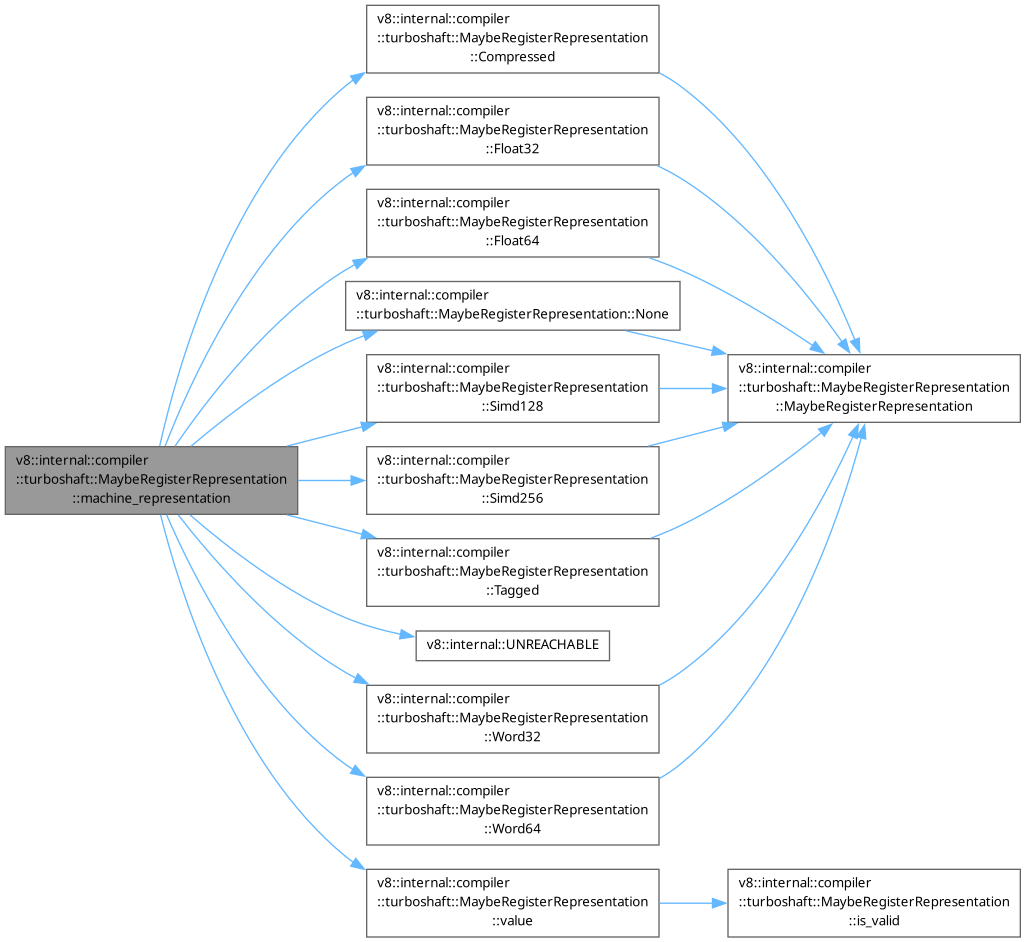 v8::internal::compiler
::turboshaft::MaybeRegisterRepresentation
::Compressed
v8::internal::compiler
::turboshaft::MaybeRegisterRepresentation
::Float32
v8::internal::compiler
::turboshaft::MaybeRegisterRepresentation
::Float64
v8::internal::compiler
::turboshaft::MaybeRegisterRepresentation::None
v8::internal::compiler
::turboshaft::MaybeRegisterRepresentation
::Simd128
v8::internal::compiler
::turboshaft::MaybeRegisterRepresentation
::MaybeRegisterRepresentation
v8::internal::compiler
::turboshaft::MaybeRegisterRepresentation
::machine_representation
v8::internal::compiler
::turboshaft::MaybeRegisterRepresentation
::Simd256
v8::internal::compiler
::turboshaft::MaybeRegisterRepresentation
::Tagged
v8::internal::UNREACHABLE
v8::internal::compiler
::turboshaft::MaybeRegisterRepresentation
::Word32
v8::internal::compiler
::turboshaft::MaybeRegisterRepresentation
::Word64
v8::internal::compiler
::turboshaft::MaybeRegisterRepresentation
::value
v8::internal::compiler
::turboshaft::MaybeRegisterRepresentation
::is_valid